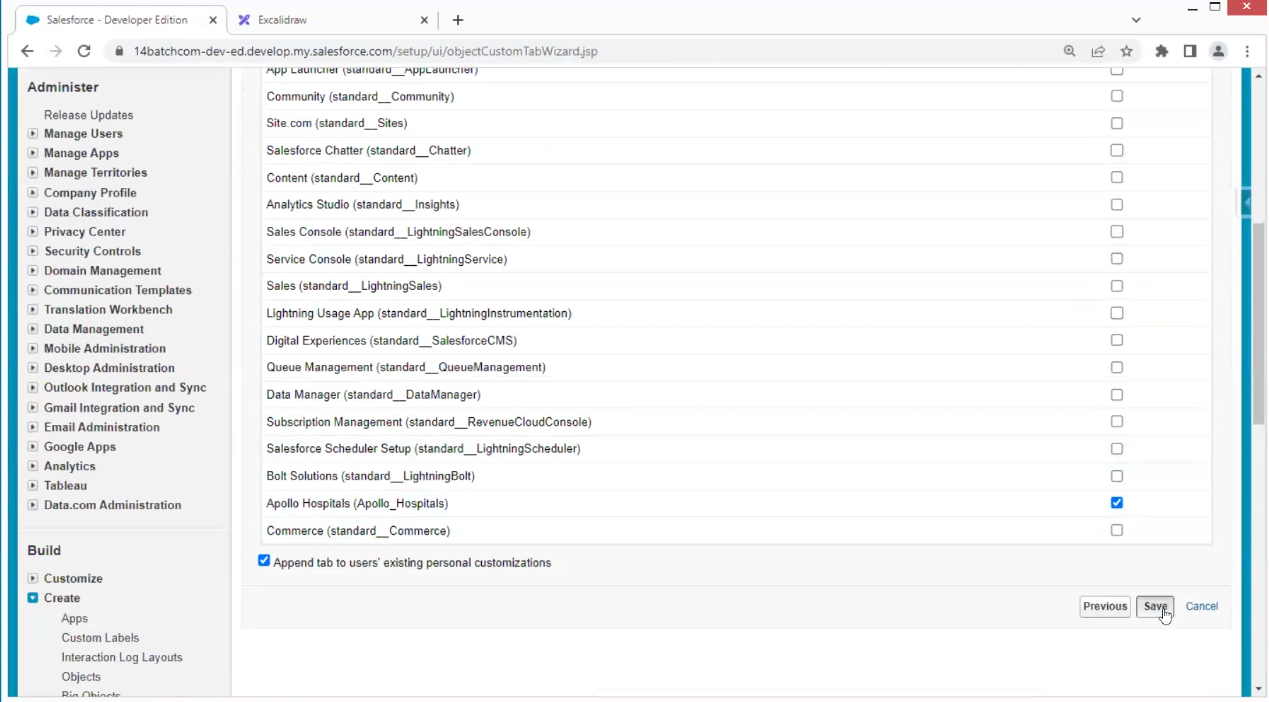 Salesforce - Developer Edition
Excalidraw
14batchcom-dev-ed.develop.my.salesforce.com/setup/ui/objectCustomTabWizard.jsp
Administer
Release Updates
Manage Users
Manage Apps
Manage Territories
Company Profile
Data Classification
Privacy Center
Security Controls
Domain Management
Communication Templates
Translation Workbench
Data Management
Mobile Administration
Desktop Administration
Outlook Integration and Sync
Gmail Integration and Sync
Email Administration
Google Apps
Analytics
Tableau
Data.com Administration
Build
Customize
Create
Apps
Custom Labels
Interaction Log Layouts
Objects
Big Objects
App Launcher (standard__AppLauncher)
Community (standard__Community)
Site.com (standard__Sites)
Salesforce Chatter (standard__Chatter)
Content (standard__Content)
Analytics Studio (standard__Insights)
Sales Console (standard__LightningSalesConsole)
Service Console (standard__LightningService)
Sales (standard__LightningSales)
Lightning Usage App (standard__LightningInstrumentation)
Digital Experiences (standard__SalesforceCMS)
Queue Management (standard__QueueManagement)
Data Manager (standard__DataManager)
Subscription Management (standard__RevenueCloudConsole)
Salesforce Scheduler Setup (standard__LightningScheduler)
Bolt Solutions (standard__LightningBolt)
Apollo Hospitals (Apollo_Hospitals)
Commerce (standard__Commerce)
Append tab to users' existing personal customizations
Previous Save Cancel